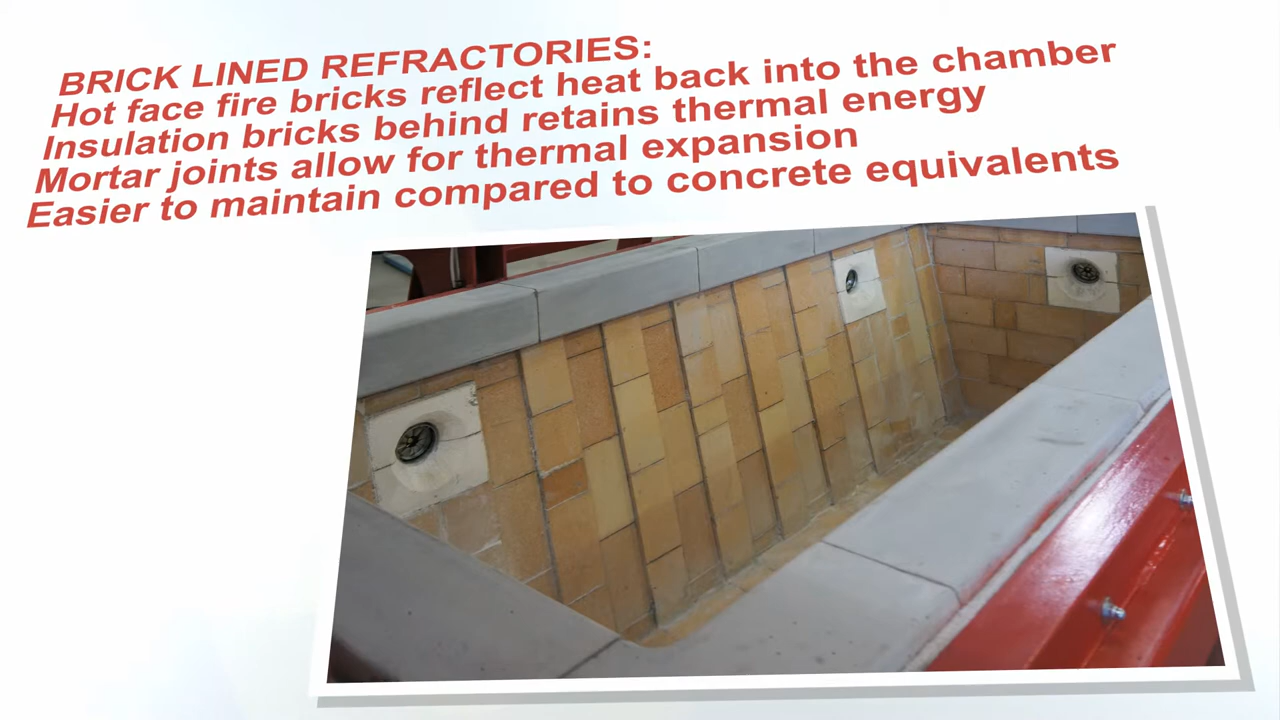 BRICK LINED REFRACTORIES:
Hot face fire bricks reflect heat back into the chamber
Insulation bricks behind retains thermal energy
Mortar joints allow for thermal expansion
Easier to maintain compared to concrete equivalents